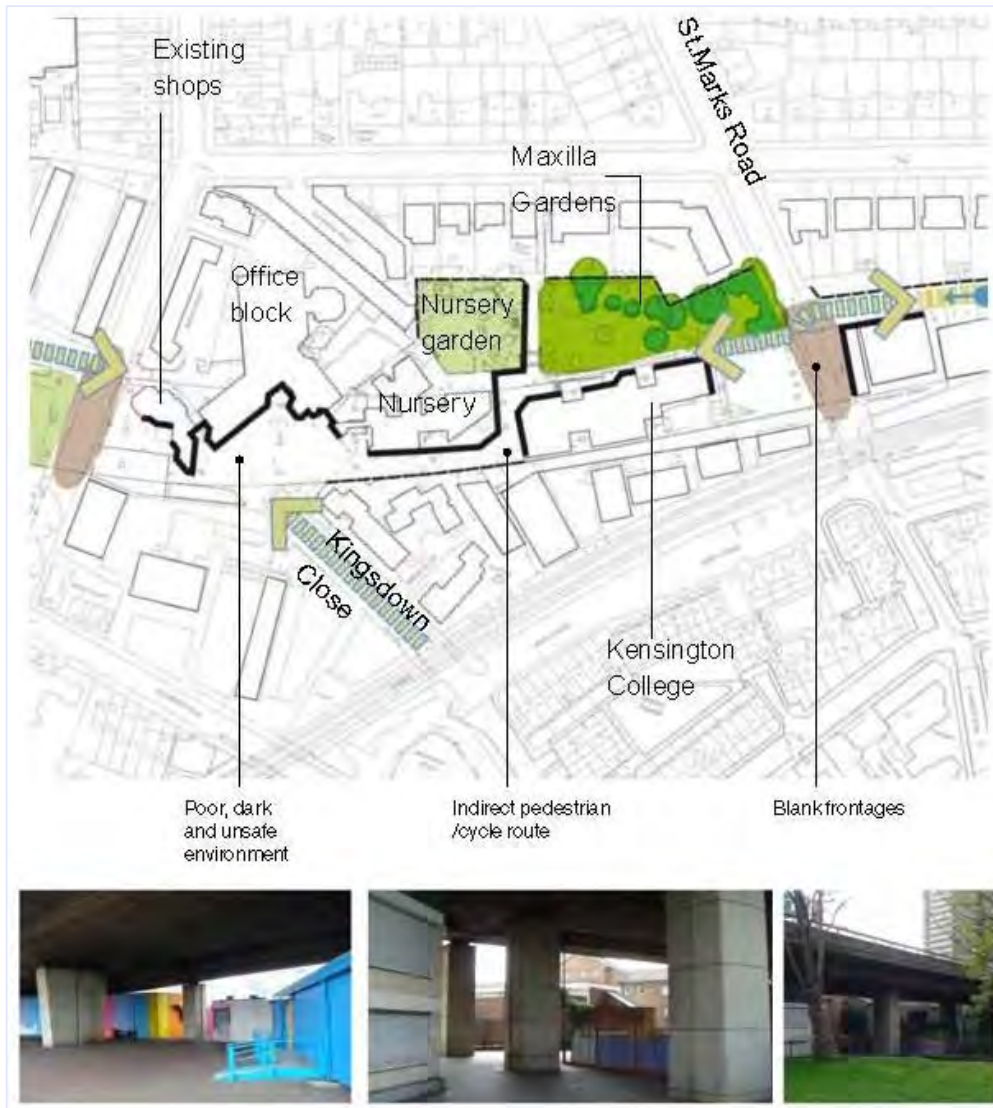 Existing
shops
St.Marks Road
Maxilla
Gardens
Office
block
Nursery
garden
Nursery
Kingsdown
Close
Kensington
College
Poor, dark
and unsafe
environment
Indirect pedestrian
/cycle route
Blank frontages